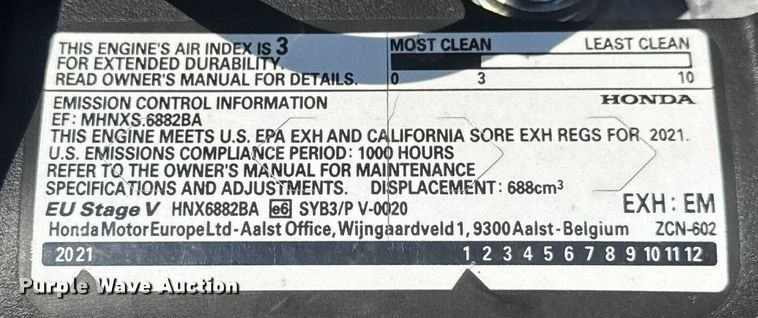 THIS ENGINE'S AIR INDEX IS 3
FOR EXTENDED DURABILITY.
READ OWNER'S MANUAL FOR DETAILS.
MOST CLEAN LEAST CLEAN
0 3 10
EMISSION CONTROL INFORMATION HONDA
EF: MHNXS.6882BA
THIS ENGINE MEETS U.S. EPA EXH AND CALIFORNIA SORE EXH REGS FOR 2021.
U.S. EMISSIONS COMPLIANCE PERIOD: 1000 HOURS
REFER TO THE OWNER'S MANUAL FOR MAINTENANCE
SPECIFICATIONS AND ADJUSTMENTS. DISPLACEMENT: 688cm³
EU Stage V HNX6882BA e6 SYB3/P V-0020 EXH: EM
Honda Motor Europe Ltd-Aalst Office, Wijngaardveld 1, 9300 Aalst-Belgium ZCN-602
2021 1 2 3 4 5 6 7 8 9 10 11 12
Purple Wave Auction